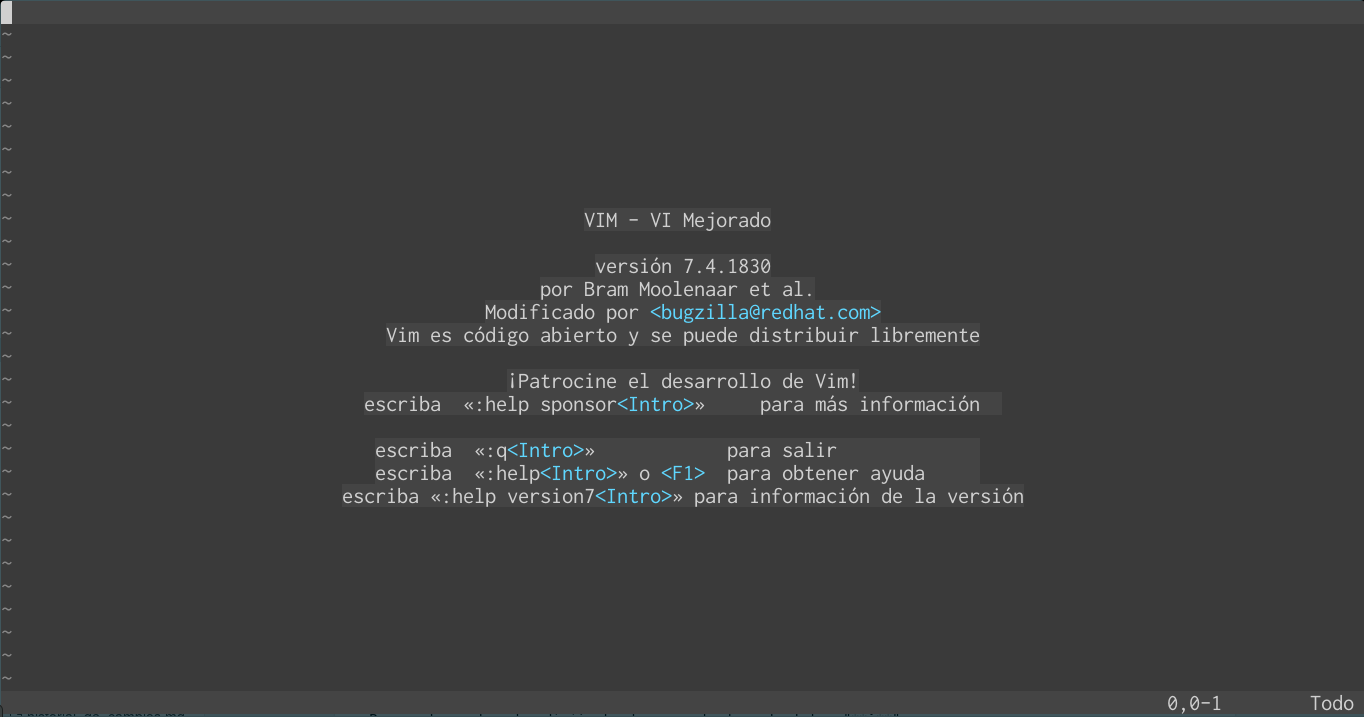 ~
~
~
~
~
~
~
~
~ VIM - VI Mejorado
~
~ versión 7.4.1830
~ por Bram Moolenaar et al.
~ Modificado por <bugzilla@redhat.com>
~ Vim es código abierto y se puede distribuir libremente
~
~ ¡Patrocine el desarrollo de Vim!
~ escriba «:help sponsor<Intro>» para más información
~
~ escriba «:q<Intro>» para salir
~ escriba «:help<Intro>» o <F1> para obtener ayuda
~ escriba «:help version7<Intro>» para información de la versión
~
~
~
~
~
~
~
~
0,0-1 Todo